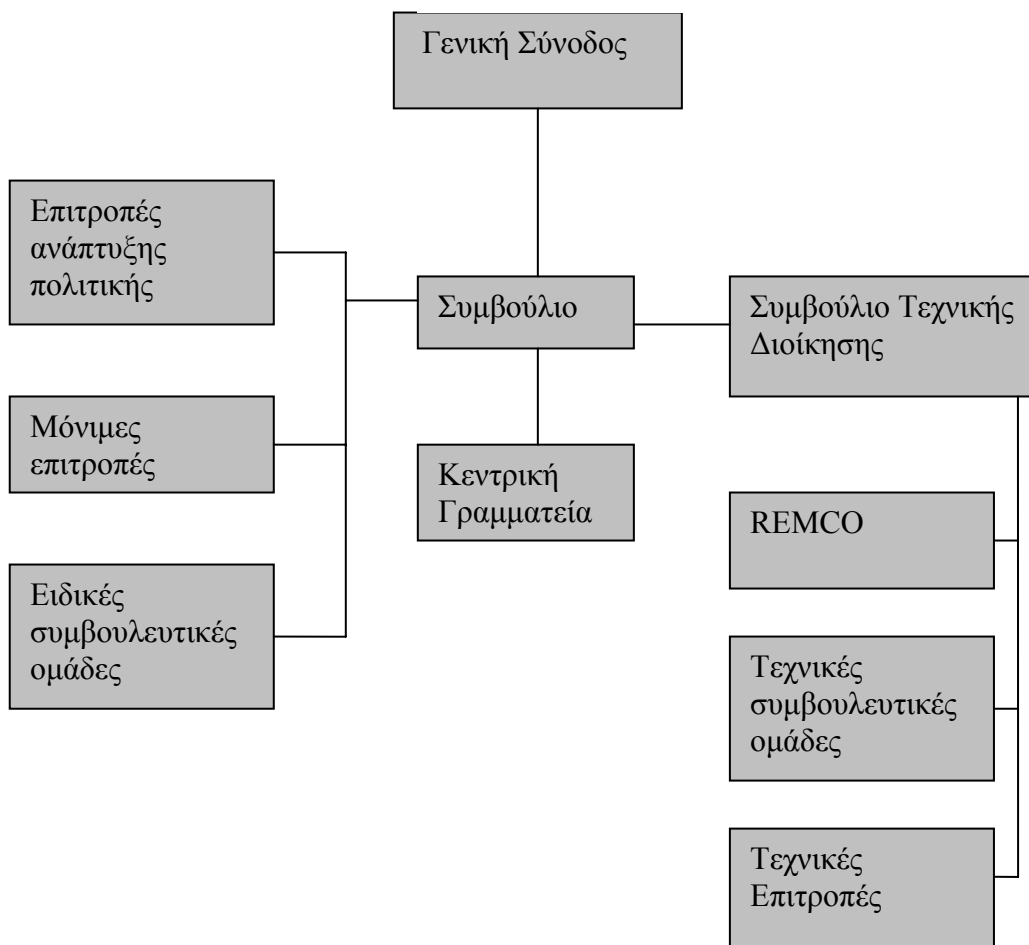 Γενική Σύνοδος
Επιτροπές
ανάπτυξης
πολιτικής
Συμβούλιο
Συμβούλιο Τεχνικής
Διοίκησης
Μόνιμες
επιτροπές
Κεντρική
Γραμματεία
REMCO
Ειδικές
συμβουλευτικές
ομάδες
Τεχνικές
συμβουλευτικές
ομάδες
Τεχνικές
Επιτροπές